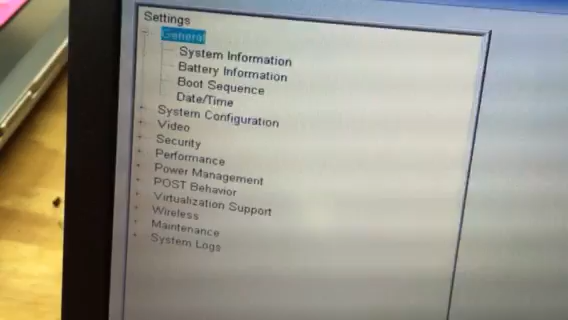 Settings
General
System Information
Battery Information
Boot Sequence
Date/Time
System Configuration
Video
Security
Performance
Power Management
POST Behavior
Virtualization Support
Wireless
Maintenance
System Logs